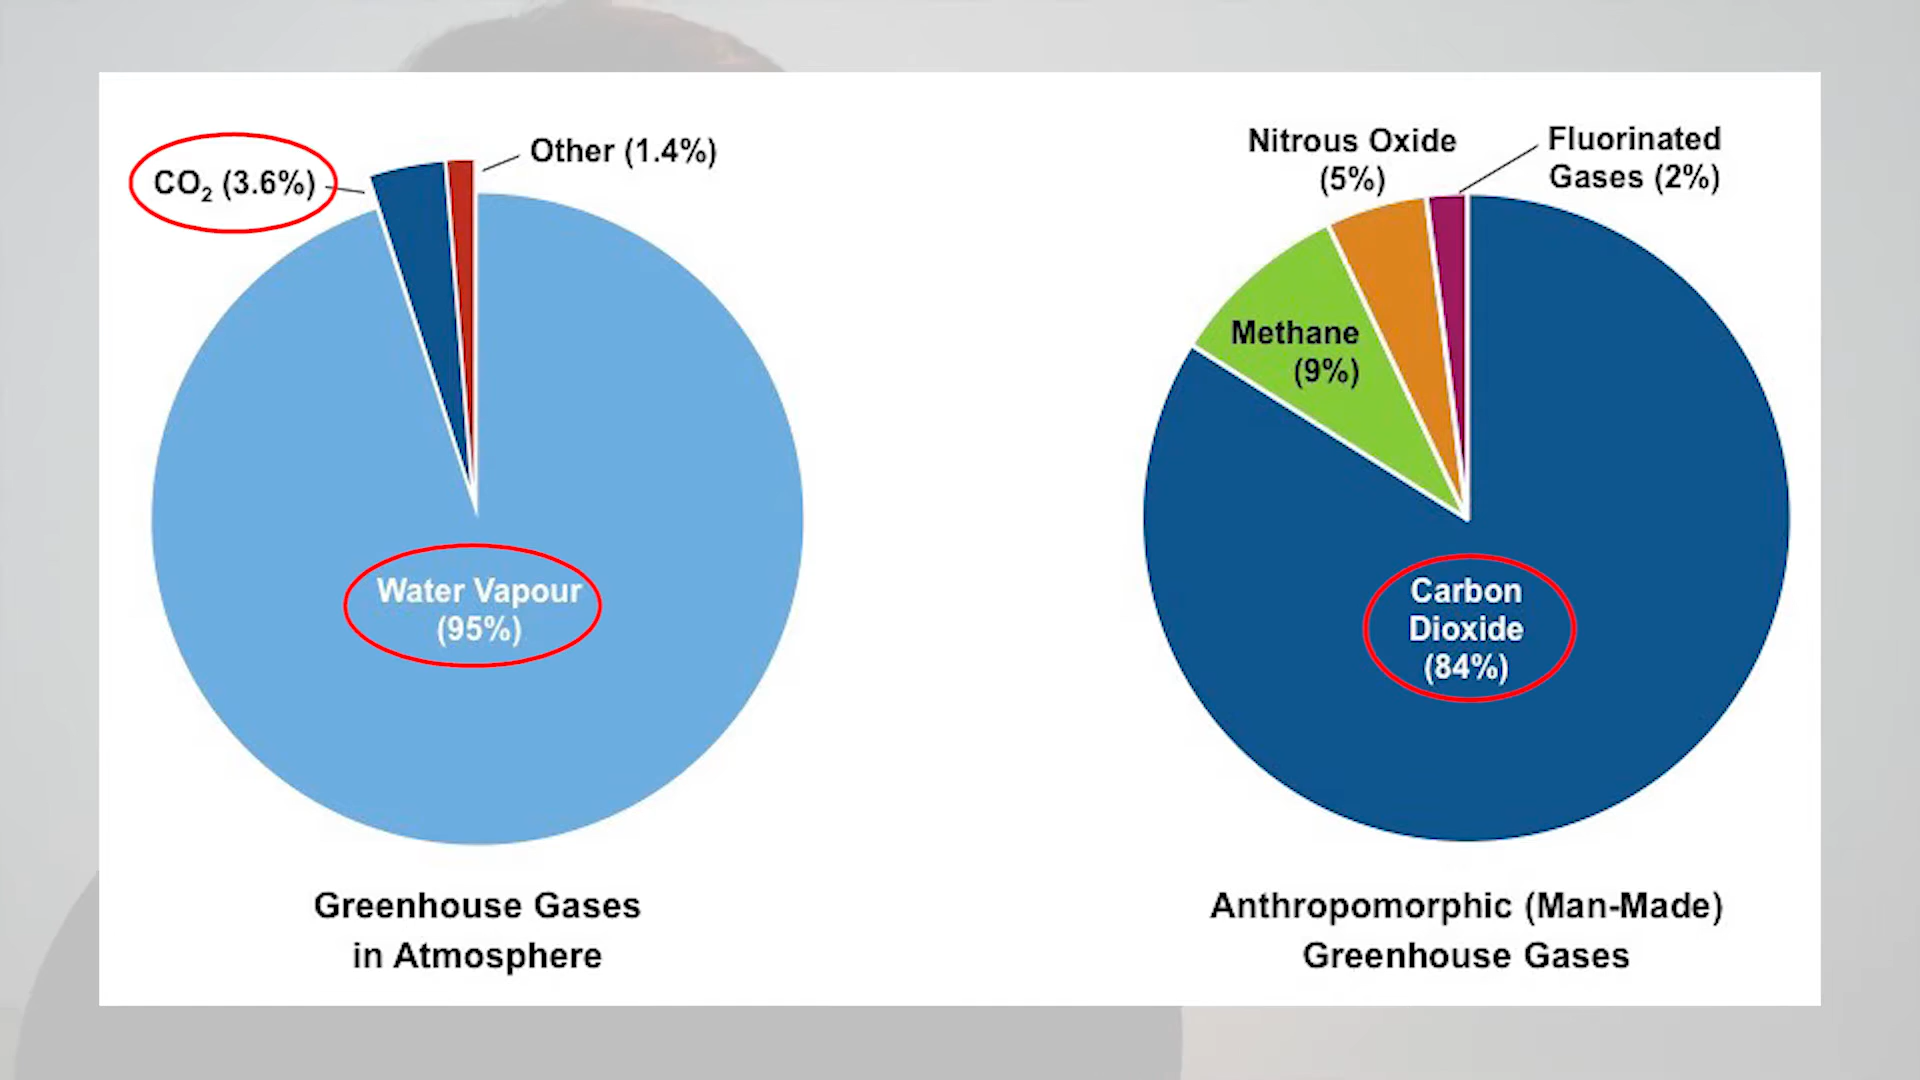 CO₂ (3.6%)
Other (1.4%)
Water Vapour
(95%)
Greenhouse Gases
in Atmosphere
Nitrous Oxide
(5%)
Fluorinated
Gases (2%)
Methane
(9%)
Carbon
Dioxide
(84%)
Anthropomorphic (Man-Made)
Greenhouse Gases